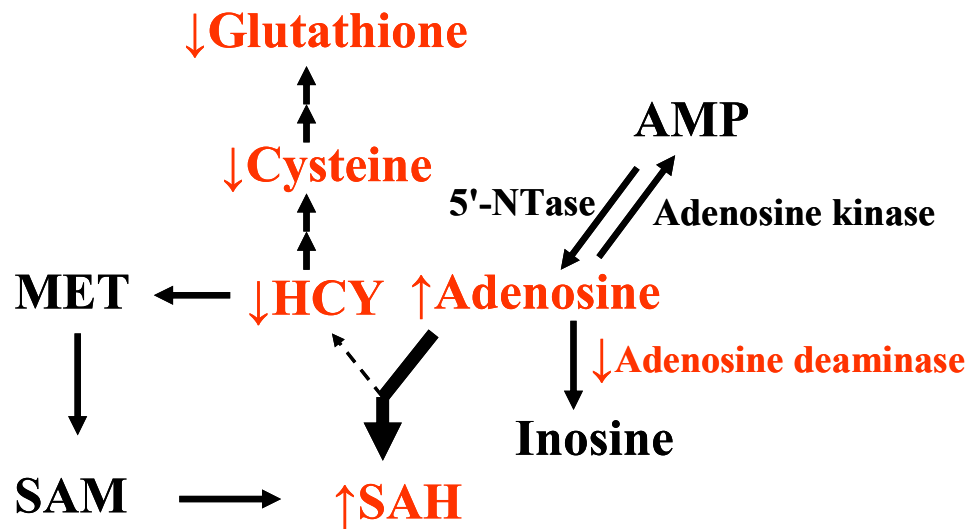 ↓Glutathione
AMP
↓Cysteine
5'-NTase
Adenosine kinase
MET
↓HCY
↑Adenosine
↓Adenosine deaminase
Inosine
SAM
↑SAH